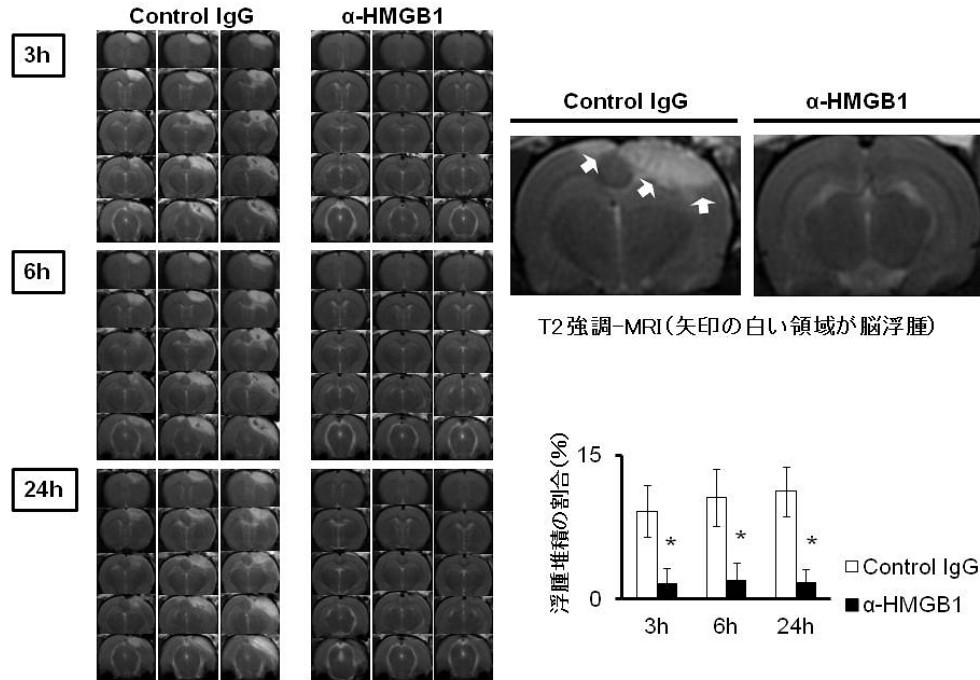 Control IgG
α-HMGB1
3h
6h
24h
Control IgG
α-HMGB1
T2強調-MRI(矢印の白い領域が脳浮腫)
浮腫堆積の割合(%)
15
0
*
*
*
3h
6h
24h
Control IgG
α-HMGB1